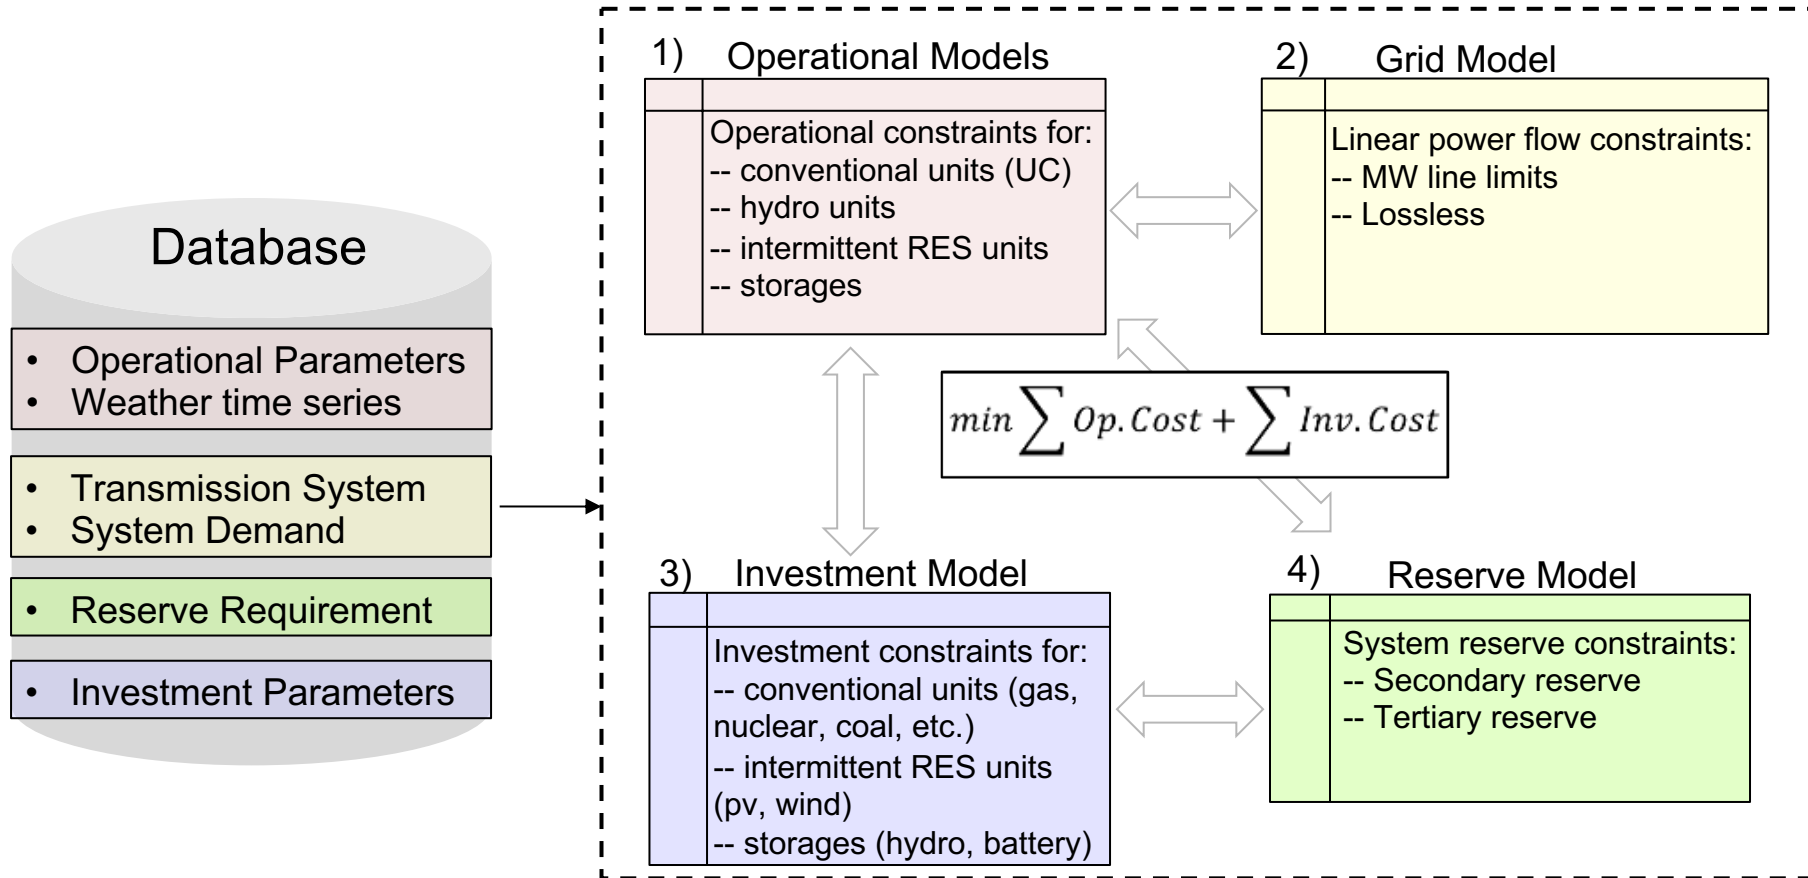 Database
• Operational Parameters
• Weather time series
• Transmission System
• System Demand
• Reserve Requirement
• Investment Parameters
1) Operational Models
Operational constraints for:
-- conventional units (UC)
-- hydro units
-- intermittent RES units
-- storages
2) Grid Model
Linear power flow constraints:
-- MW line limits
-- Lossless
min ∑ Op.Cost + ∑ Inv.Cost
3) Investment Model
Investment constraints for:
-- conventional units (gas,
nuclear, coal, etc.)
-- intermittent RES units
(pv, wind)
-- storages (hydro, battery)
4) Reserve Model
System reserve constraints:
-- Secondary reserve
-- Tertiary reserve